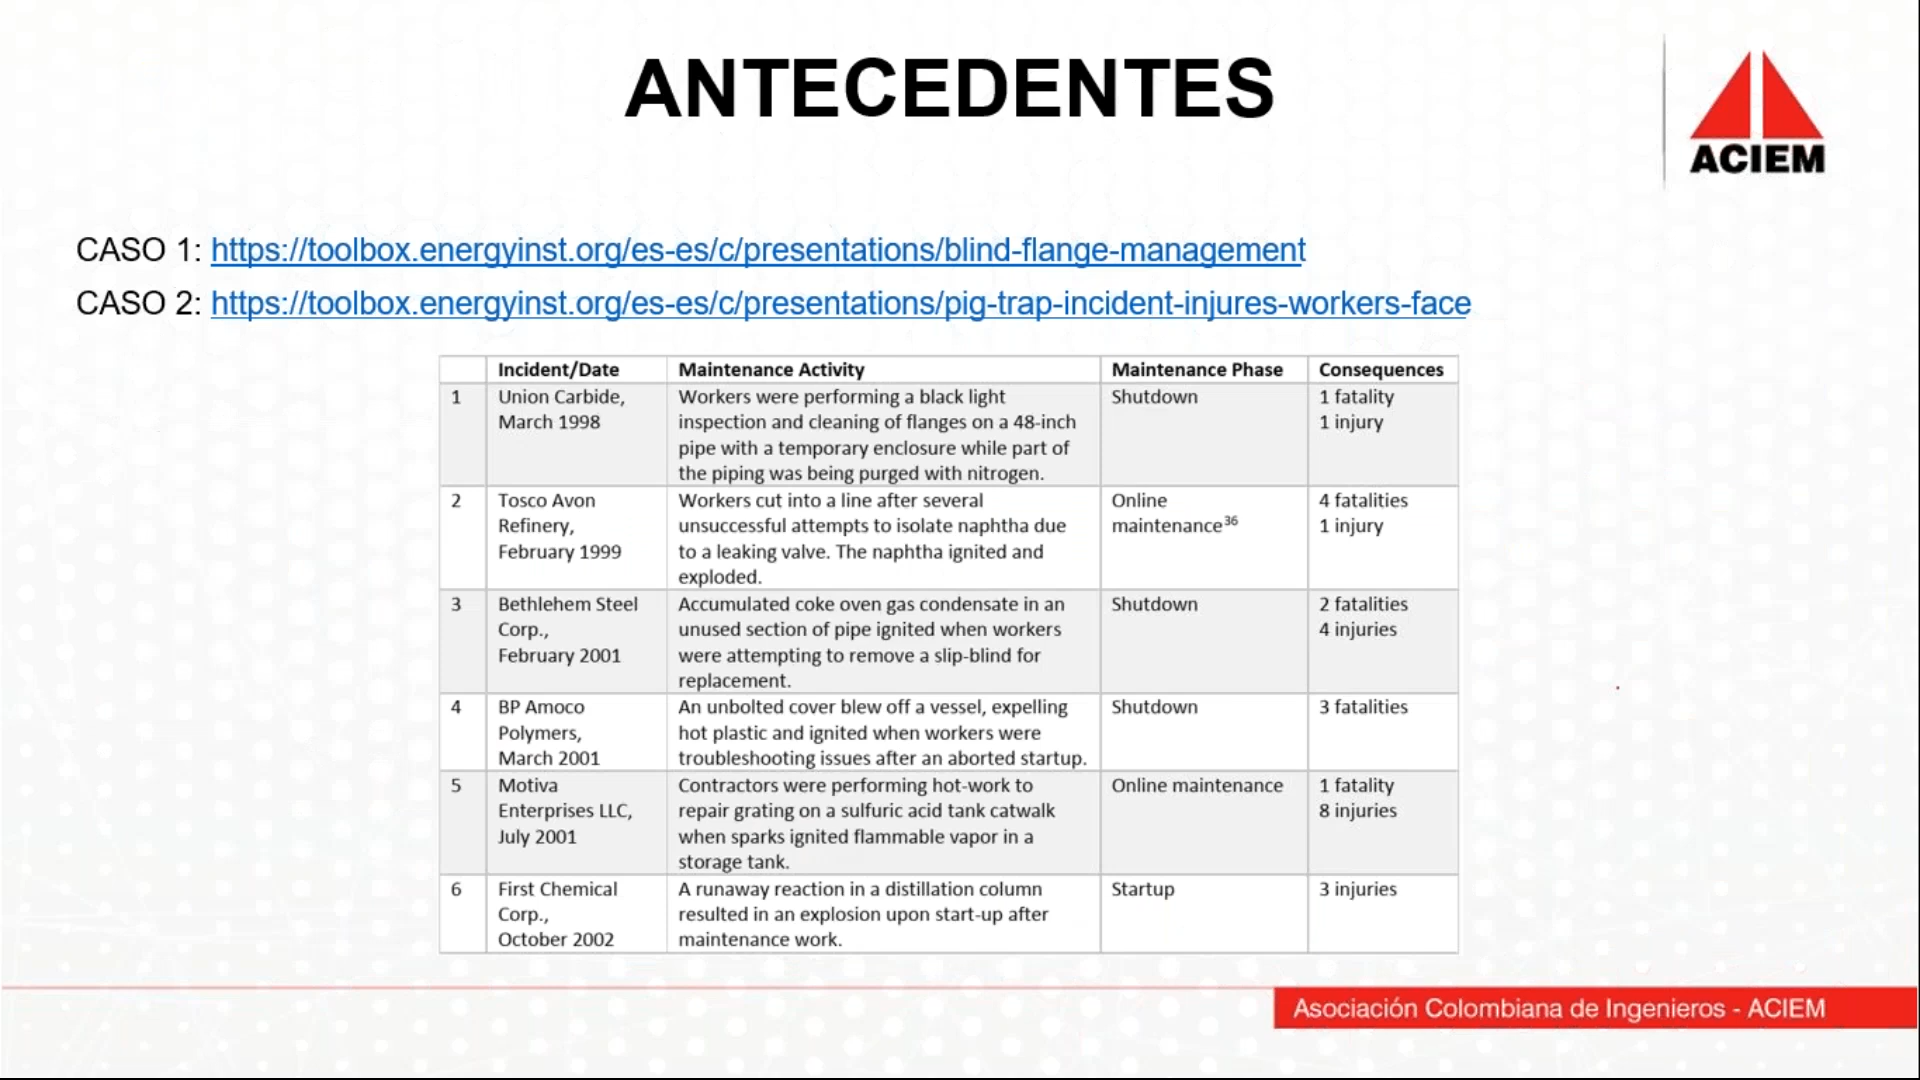 ANTECEDENTES
ACIEM
CASO 1: https://toolbox.energyinst.org/es-es/c/presentations/blind-flange-management
CASO 2: https://toolbox.energyinst.org/es-es/c/presentations/pig-trap-incident-injures-workers-face
Incident/Date Maintenance Activity Maintenance Phase Consequences
1 Union Carbide, Workers were performing a black light Shutdown 1 fatality
March 1998 inspection and cleaning of flanges on a 48-inch 1 injury
pipe with a temporary enclosure while part of
the piping was being purged with nitrogen.
2 Tosco Avon Workers cut into a line after several Online 4 fatalities
Refinery, unsuccessful attempts to isolate naphtha due maintenance³⁶ 1 injury
February 1999 to a leaking valve. The naphtha ignited and
exploded.
3 Bethlehem Steel Accumulated coke oven gas condensate in an Shutdown 2 fatalities
Corp., unused section of pipe ignited when workers 4 injuries
February 2001 were attempting to remove a slip-blind for
replacement.
4 BP Amoco An unbolted cover blew off a vessel, expelling Shutdown 3 fatalities
Polymers, hot plastic and ignited when workers were
March 2001 troubleshooting issues after an aborted startup.
5 Motiva Contractors were performing hot-work to Online maintenance 1 fatality
Enterprises LLC, repair grating on a sulfuric acid tank catwalk 8 injuries
July 2001 when sparks ignited flammable vapor in a
storage tank.
6 First Chemical A runaway reaction in a distillation column Startup 3 injuries
Corp., resulted in an explosion upon start-up after
October 2002 maintenance work.
Asociación Colombiana de Ingenieros - ACIEM